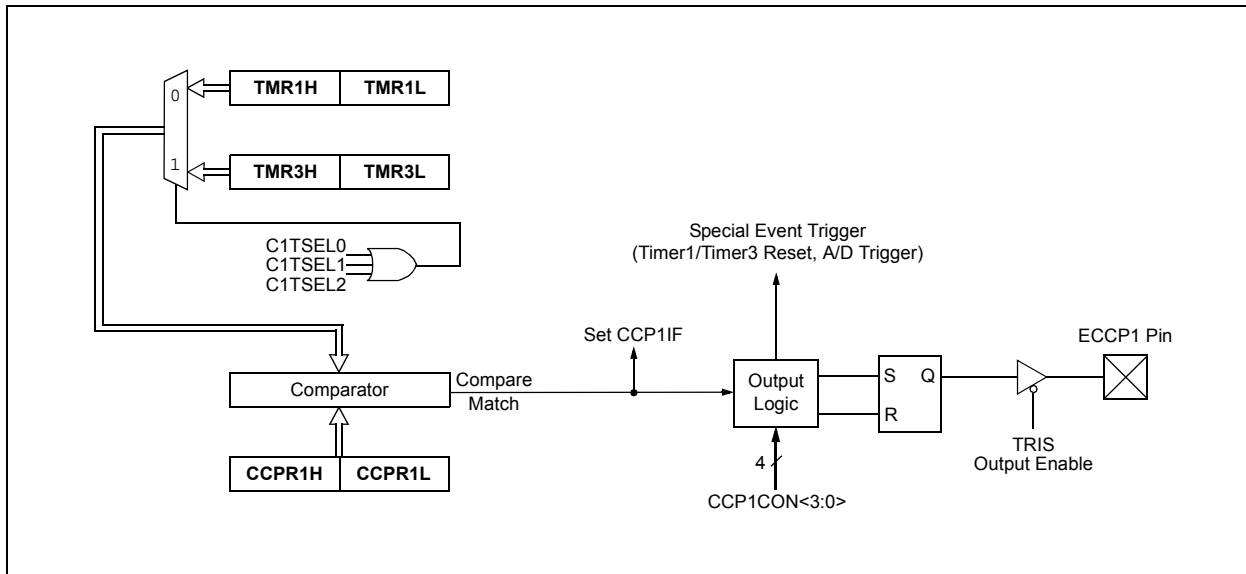 0
TMR1H TMR1L
1
TMR3H TMR3L
C1TSEL0
C1TSEL1
C1TSEL2
Special Event Trigger
(Timer1/Timer3 Reset, A/D Trigger)
Set CCP1IF
ECCP1 Pin
Comparator
Compare
Match
Output
Logic
S Q
R
TRIS
Output Enable
CCPR1H CCPR1L
4
CCP1CON<3:0>